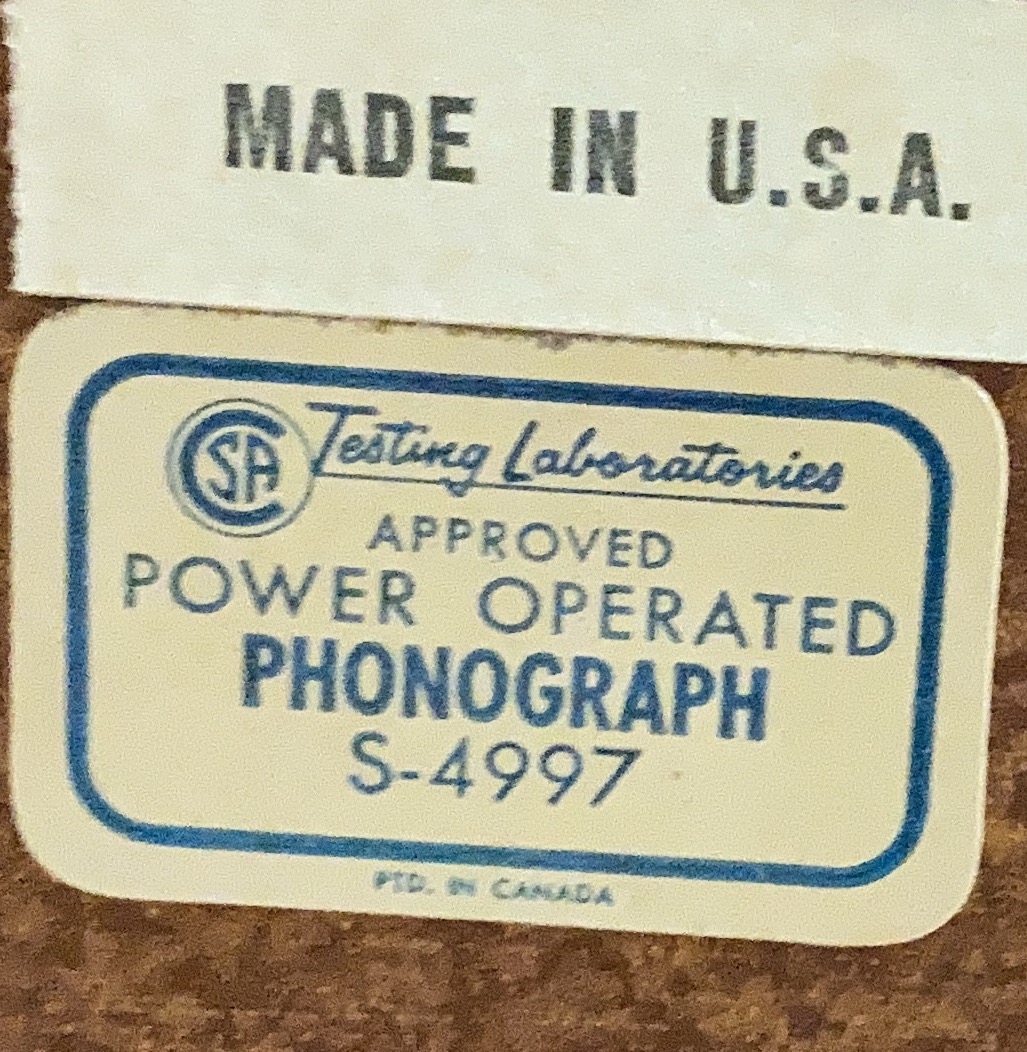 MADE IN U.S.A.
CSA Testing Laboratories
APPROVED
POWER OPERATED
PHONOGRAPH
S-4997
PTD. IN CANADA